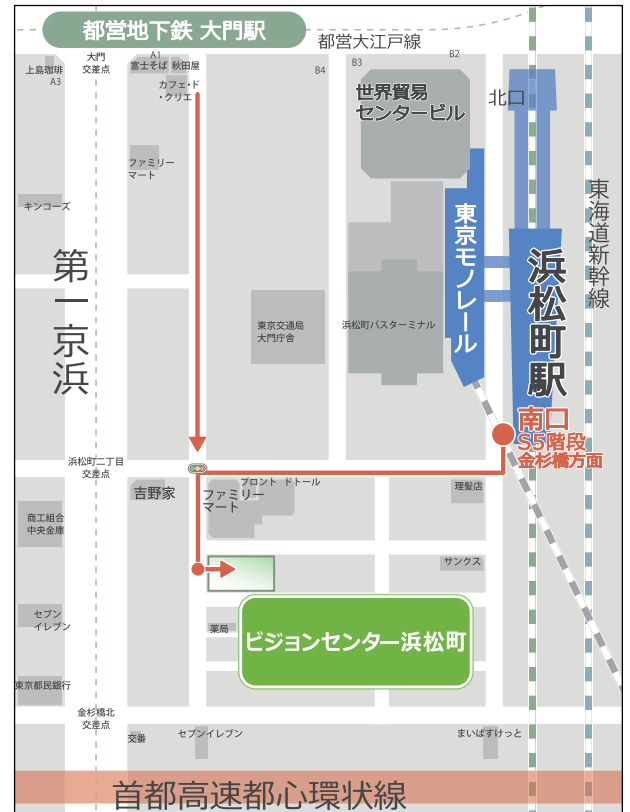 都営地下鉄 大門駅
都営大江戸線
大門
交差点
A1
富士そば
秋田屋
上島珈琲
A3
カフェ・ド
・クリエ
B4
B3
B2
世界貿易
センタービル
北口
ファミリー
マート
キンコーズ
東海道新幹線
東京モノレール
浜松町駅
第一京浜
東京交通局
大門庁舎
浜松町バスターミナル
南口
S5階段
金杉橋方面
浜松町二丁目
交差点
吉野家
ファミリー
マート
プロント
ドトール
理髪店
商工組合
中央金庫
サンクス
セブン
イレブン
薬局
ビジョンセンター浜松町
東京都民銀行
金杉橋北
交差点
交番
セブンイレブン
まいばすけっと
首都高速都心環状線